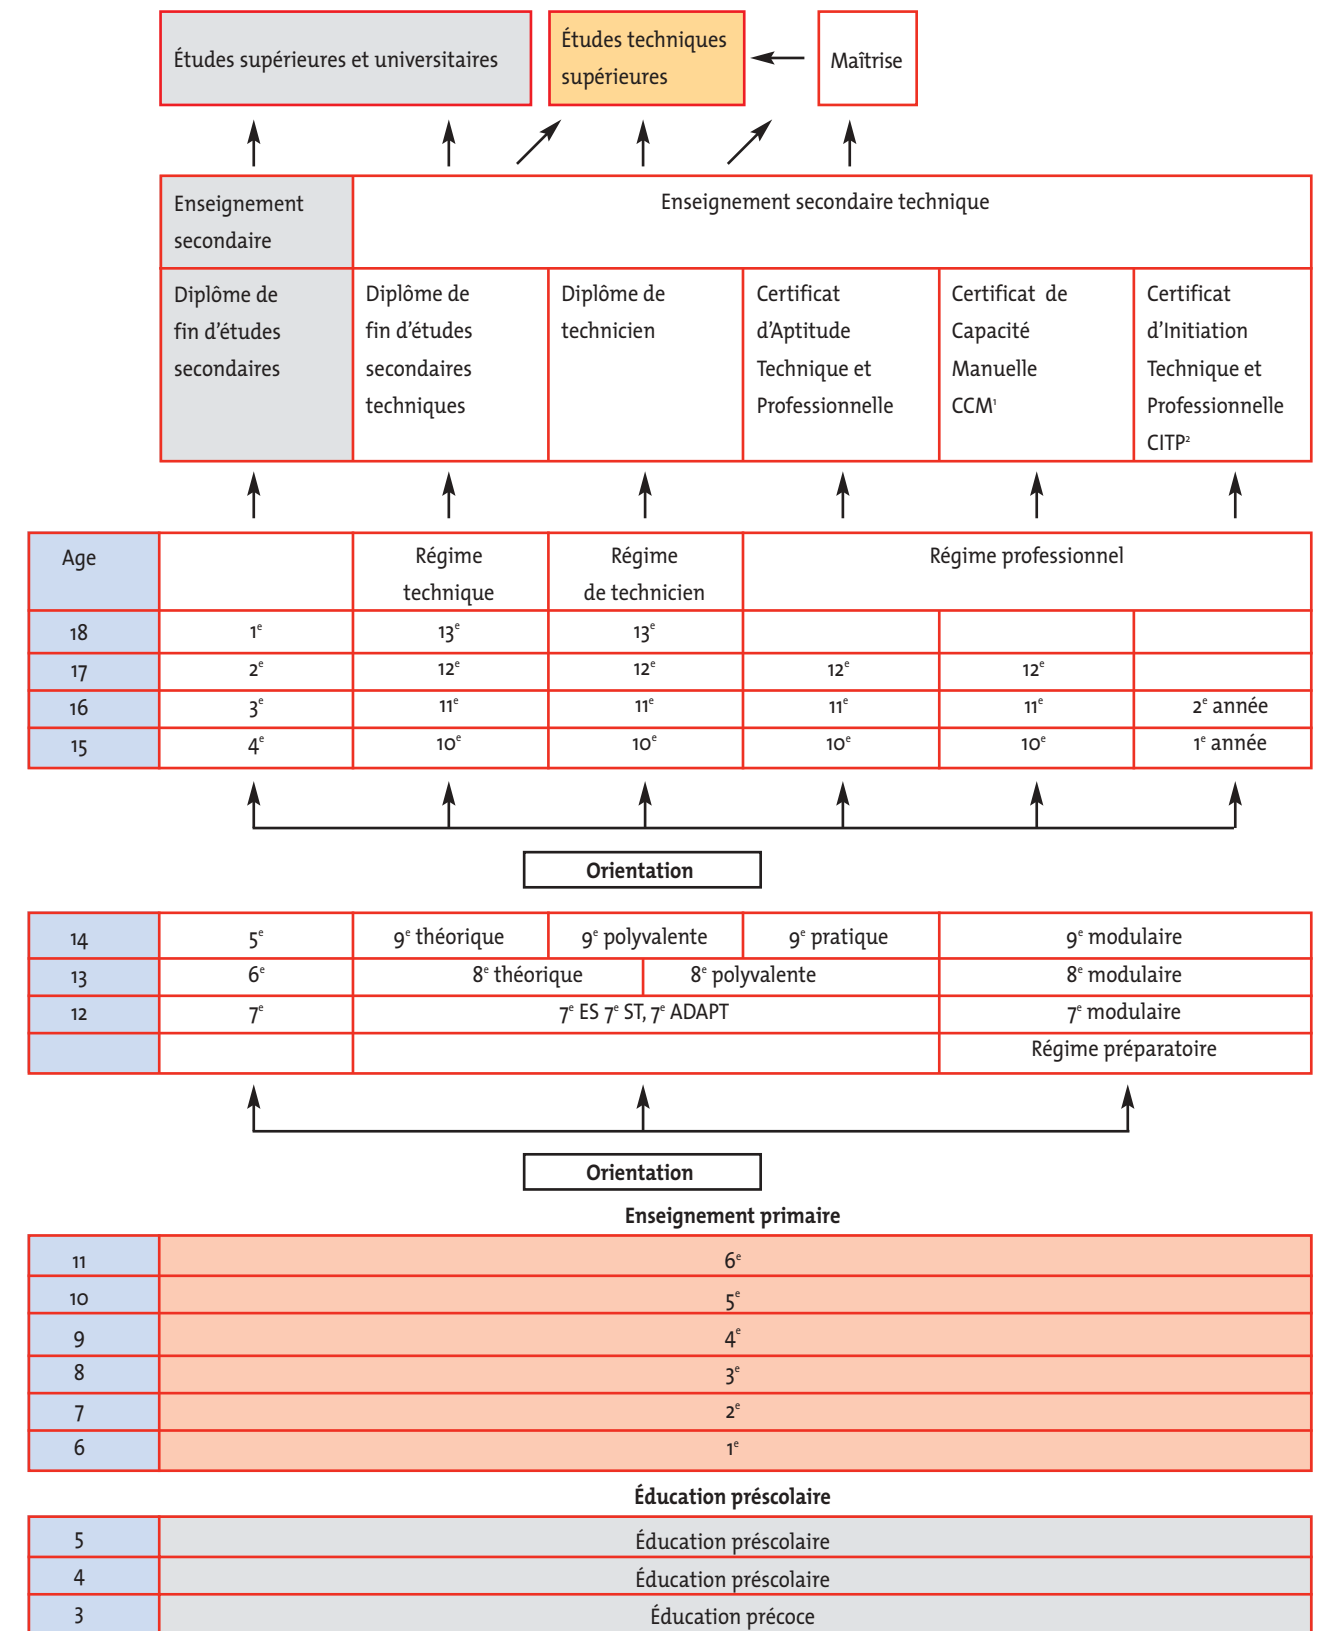 Études supérieures et universitaires
Études techniques
supérieures
Maîtrise
Enseignement
secondaire
Enseignement secondaire technique
Diplôme de
fin d'études
secondaires
Diplôme de
fin d'études
secondaires
techniques
Diplôme de
technicien
Certificat
d'Aptitude
Technique et
Professionnelle
Certificat de
Capacité
Manuelle
CCM¹
Certificat
d'Initiation
Technique et
Professionnelle
CITP²
Age
Régime
technique
Régime
de technicien
Régime professionnel
18 1ᵉ 13ᵉ 13ᵉ
17 2ᵉ 12ᵉ 12ᵉ 12ᵉ 12ᵉ
16 3ᵉ 11ᵉ 11ᵉ 11ᵉ 11ᵉ 2ᵉ année
15 4ᵉ 10ᵉ 10ᵉ 10ᵉ 10ᵉ 1ᵉ année
Orientation
14 5ᵉ 9ᵉ théorique 9ᵉ polyvalente 9ᵉ pratique 9ᵉ modulaire
13 6ᵉ 8ᵉ théorique 8ᵉ polyvalente 8ᵉ modulaire
12 7ᵉ 7ᵉ ES 7ᵉ ST, 7ᵉ ADAPT 7ᵉ modulaire
Régime préparatoire
Orientation
Enseignement primaire
11 6ᵉ
10 5ᵉ
9 4ᵉ
8 3ᵉ
7 2ᵉ
6 1ᵉ
Éducation préscolaire
5 Éducation préscolaire
4 Éducation préscolaire
3 Éducation précoce